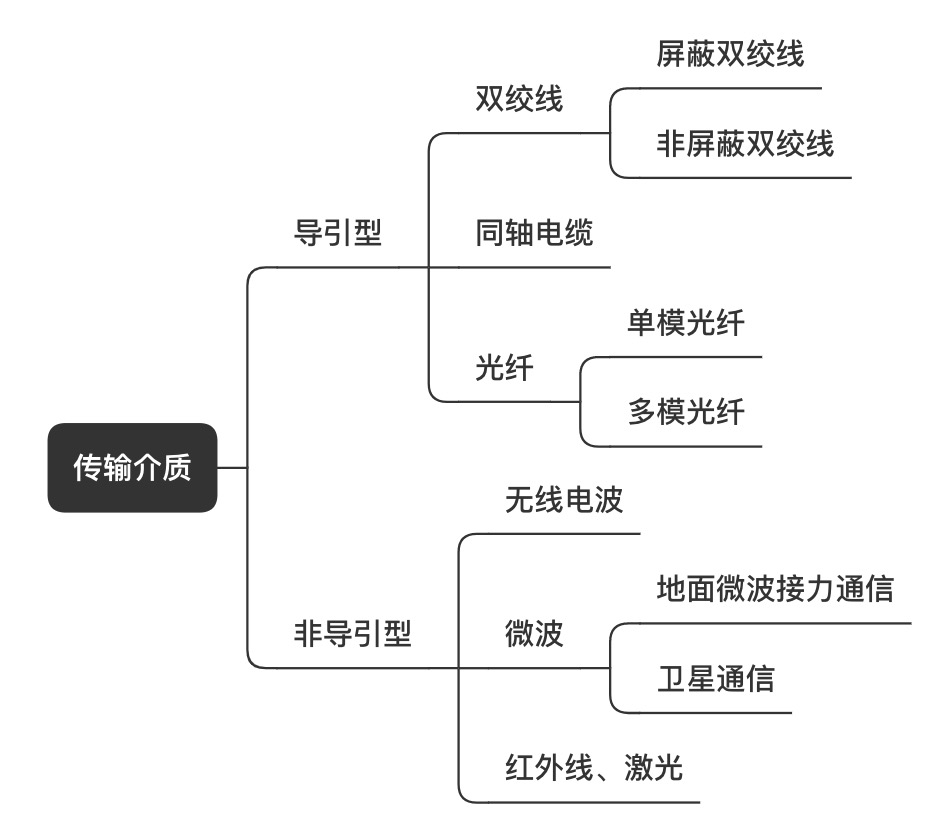 传输介质
导引型
双绞线
屏蔽双绞线
非屏蔽双绞线
同轴电缆
光纤
单模光纤
多模光纤
非导引型
无线电波
微波
地面微波接力通信
卫星通信
红外线、激光